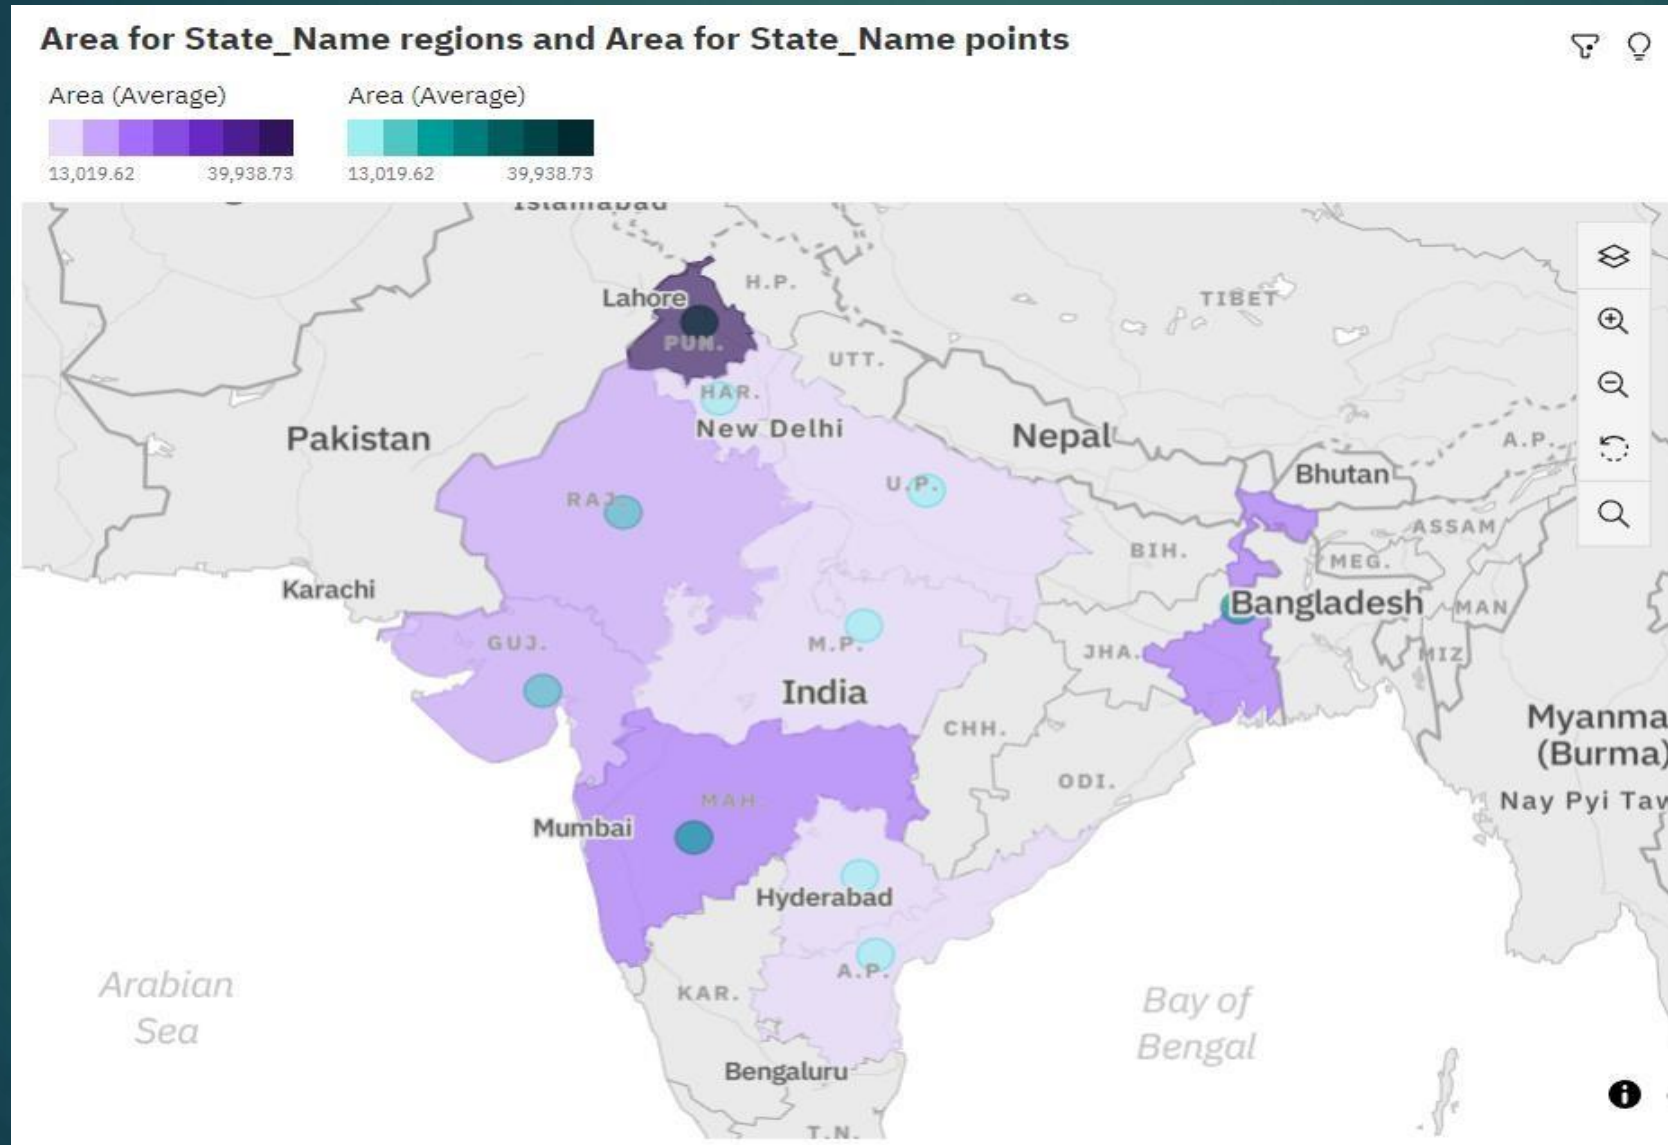 Area for State_Name regions and Area for State_Name points
Area (Average)
13,019.62 39,938.73
Area (Average)
13,019.62 39,938.73
Islamabad
H.P.
Lahore
TIBET
PUN.
UTT.
HAR.
New Delhi
Pakistan
Nepal
A.P.
Bhutan
RAJ.
U.P.
ASSAM
BIH.
MEG.
Karachi
Bangladesh
MAN
GUJ.
M.P.
JHA.
MIZ
India
CHH.
Myanma
(Burma)
ODI.
MAH.
Nay Pyi Taw
Mumbai
Hyderabad
A.P.
Arabian
Sea
KAR.
Bay of
Bengal
Bengaluru
T.N.